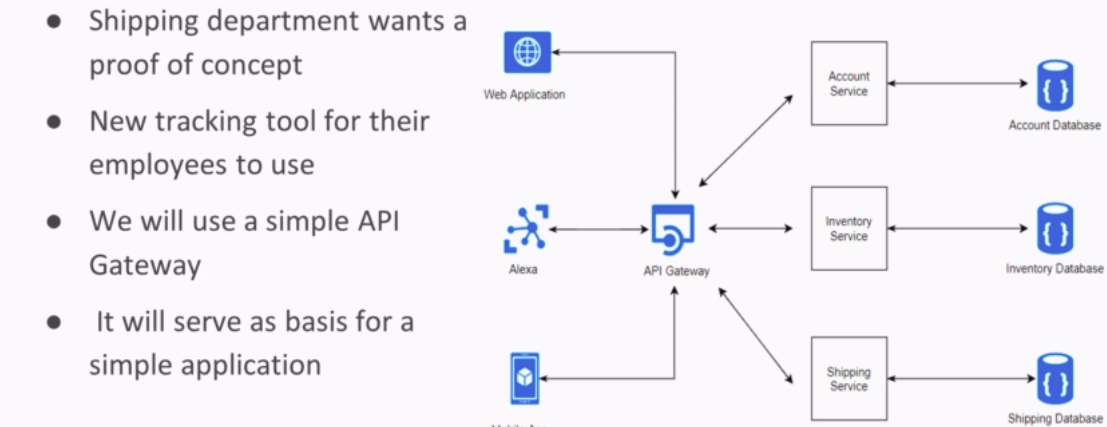 ● Shipping department wants a
proof of concept
● New tracking tool for their
employees to use
● We will use a simple API
Gateway
● It will serve as basis for a
simple application
Web Application
Account
Service
Account Database
Alexa
API Gateway
Inventory
Service
Inventory Database
Shipping
Service
Shipping Database